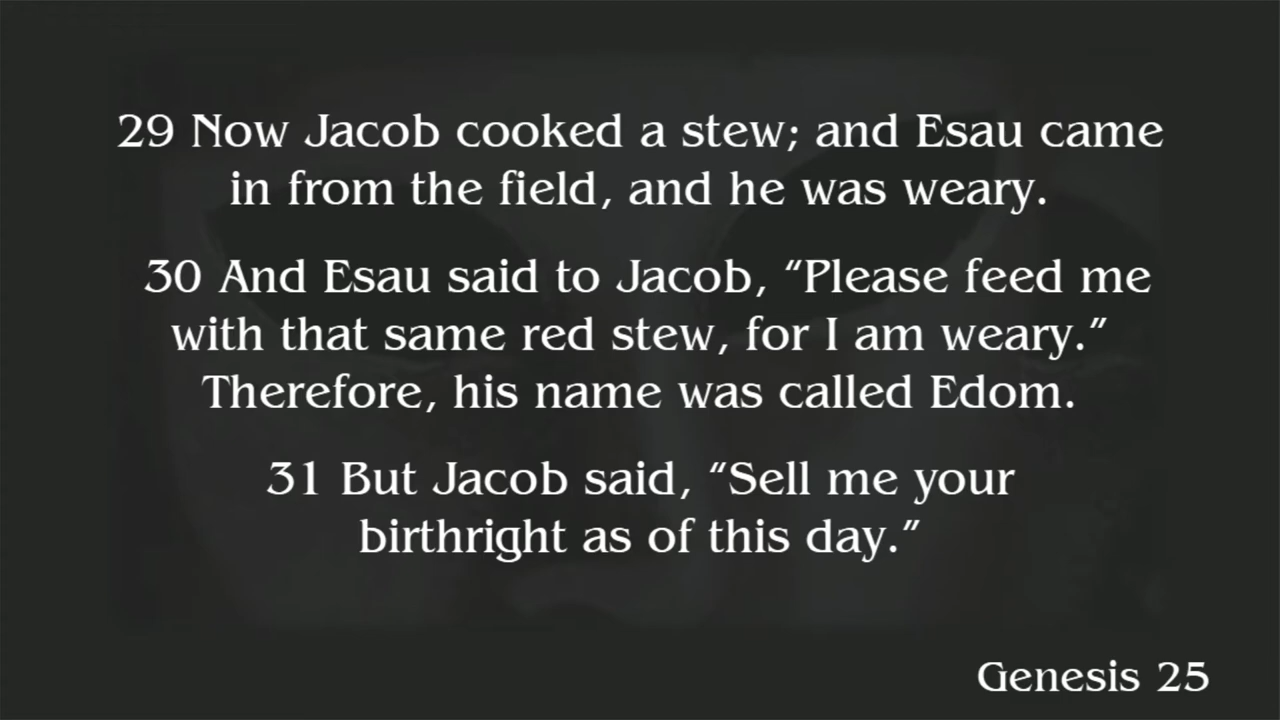 29 Now Jacob cooked a stew; and Esau came
in from the field, and he was weary.
30 And Esau said to Jacob, “Please feed me
with that same red stew, for I am weary.”
Therefore, his name was called Edom.
31 But Jacob said, “Sell me your
birthright as of this day.”
Genesis 25